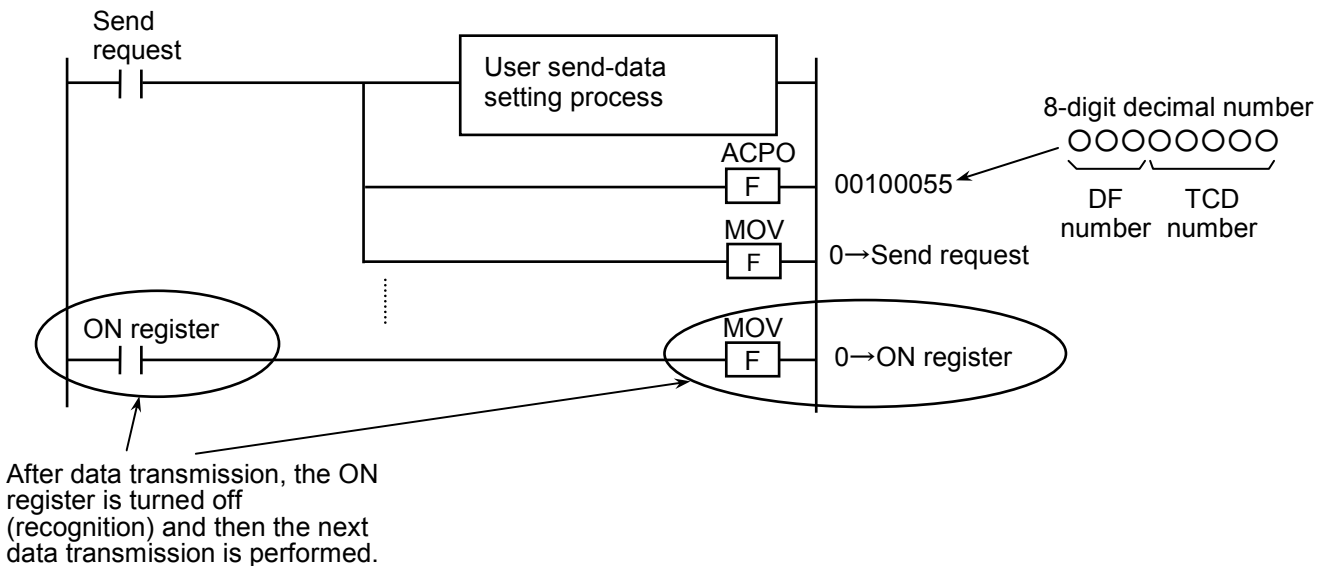 Send
request
User send-data
setting process
8-digit decimal number
○○○○○○○○
ACPO
F
00100055
DF
number
TCD
number
MOV
F
0→Send request
ON register
MOV
F
0→ON register
After data transmission, the ON
register is turned off
(recognition) and then the next
data transmission is performed.